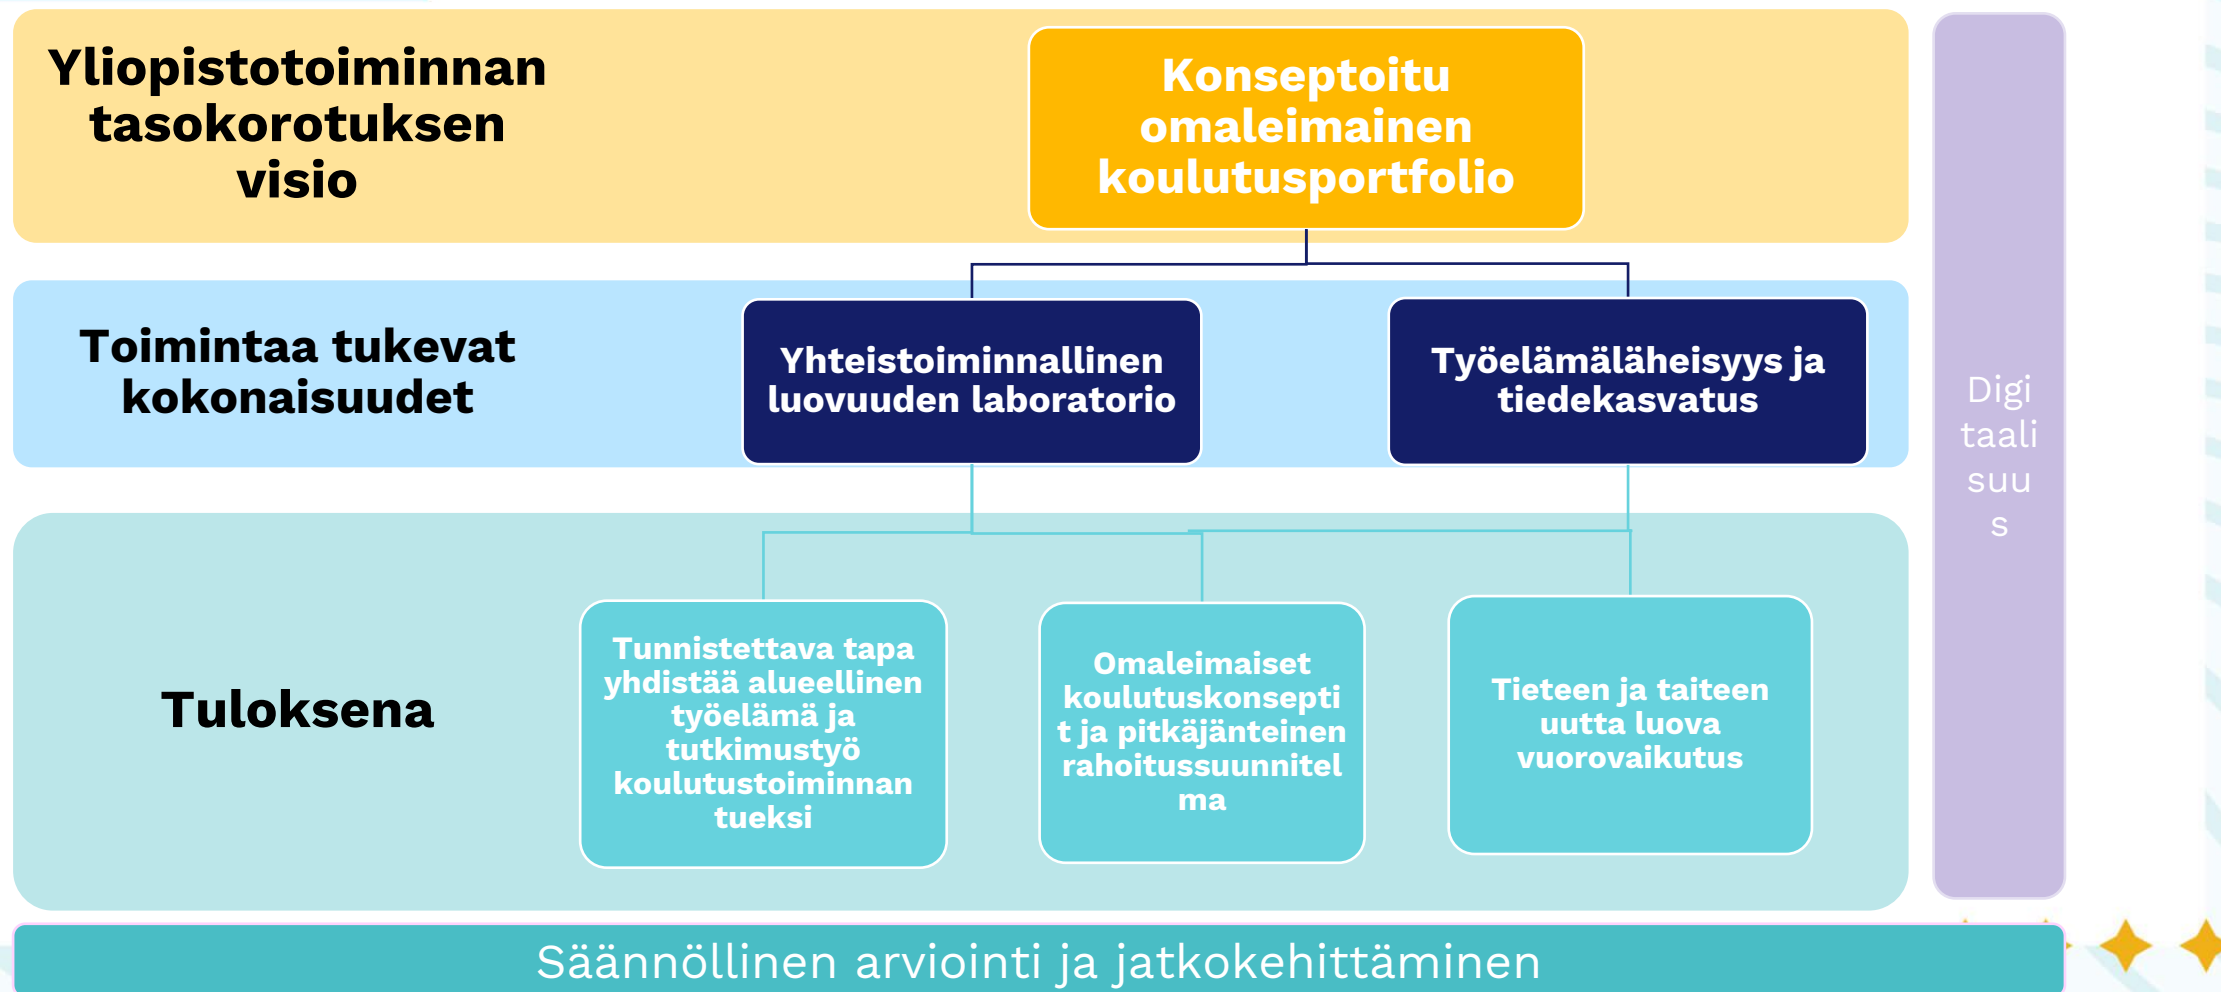 Yliopistotoiminnan
tasokorotuksen
visio
Konseptoitu
omaleimainen
koulutusportfolio
Toimintaa tukevat
kokonaisuudet
Yhteistoiminnallinen
luovuuden laboratorio
Työelämäläheisyys ja
tiedekasvatus
Tuloksena
Tunnistettava tapa
yhdistää alueellinen
työelämä ja
tutkimustyö
koulutustoiminnan
tueksi
Omaleimaiset
koulutuskonsepti
t ja pitkäjänteinen
rahoitussuunnitel
ma
Tieteen ja taiteen
uutta luova
vuorovaikutus
Digi
taali
suu
s
Säännöllinen arviointi ja jatkokehittäminen